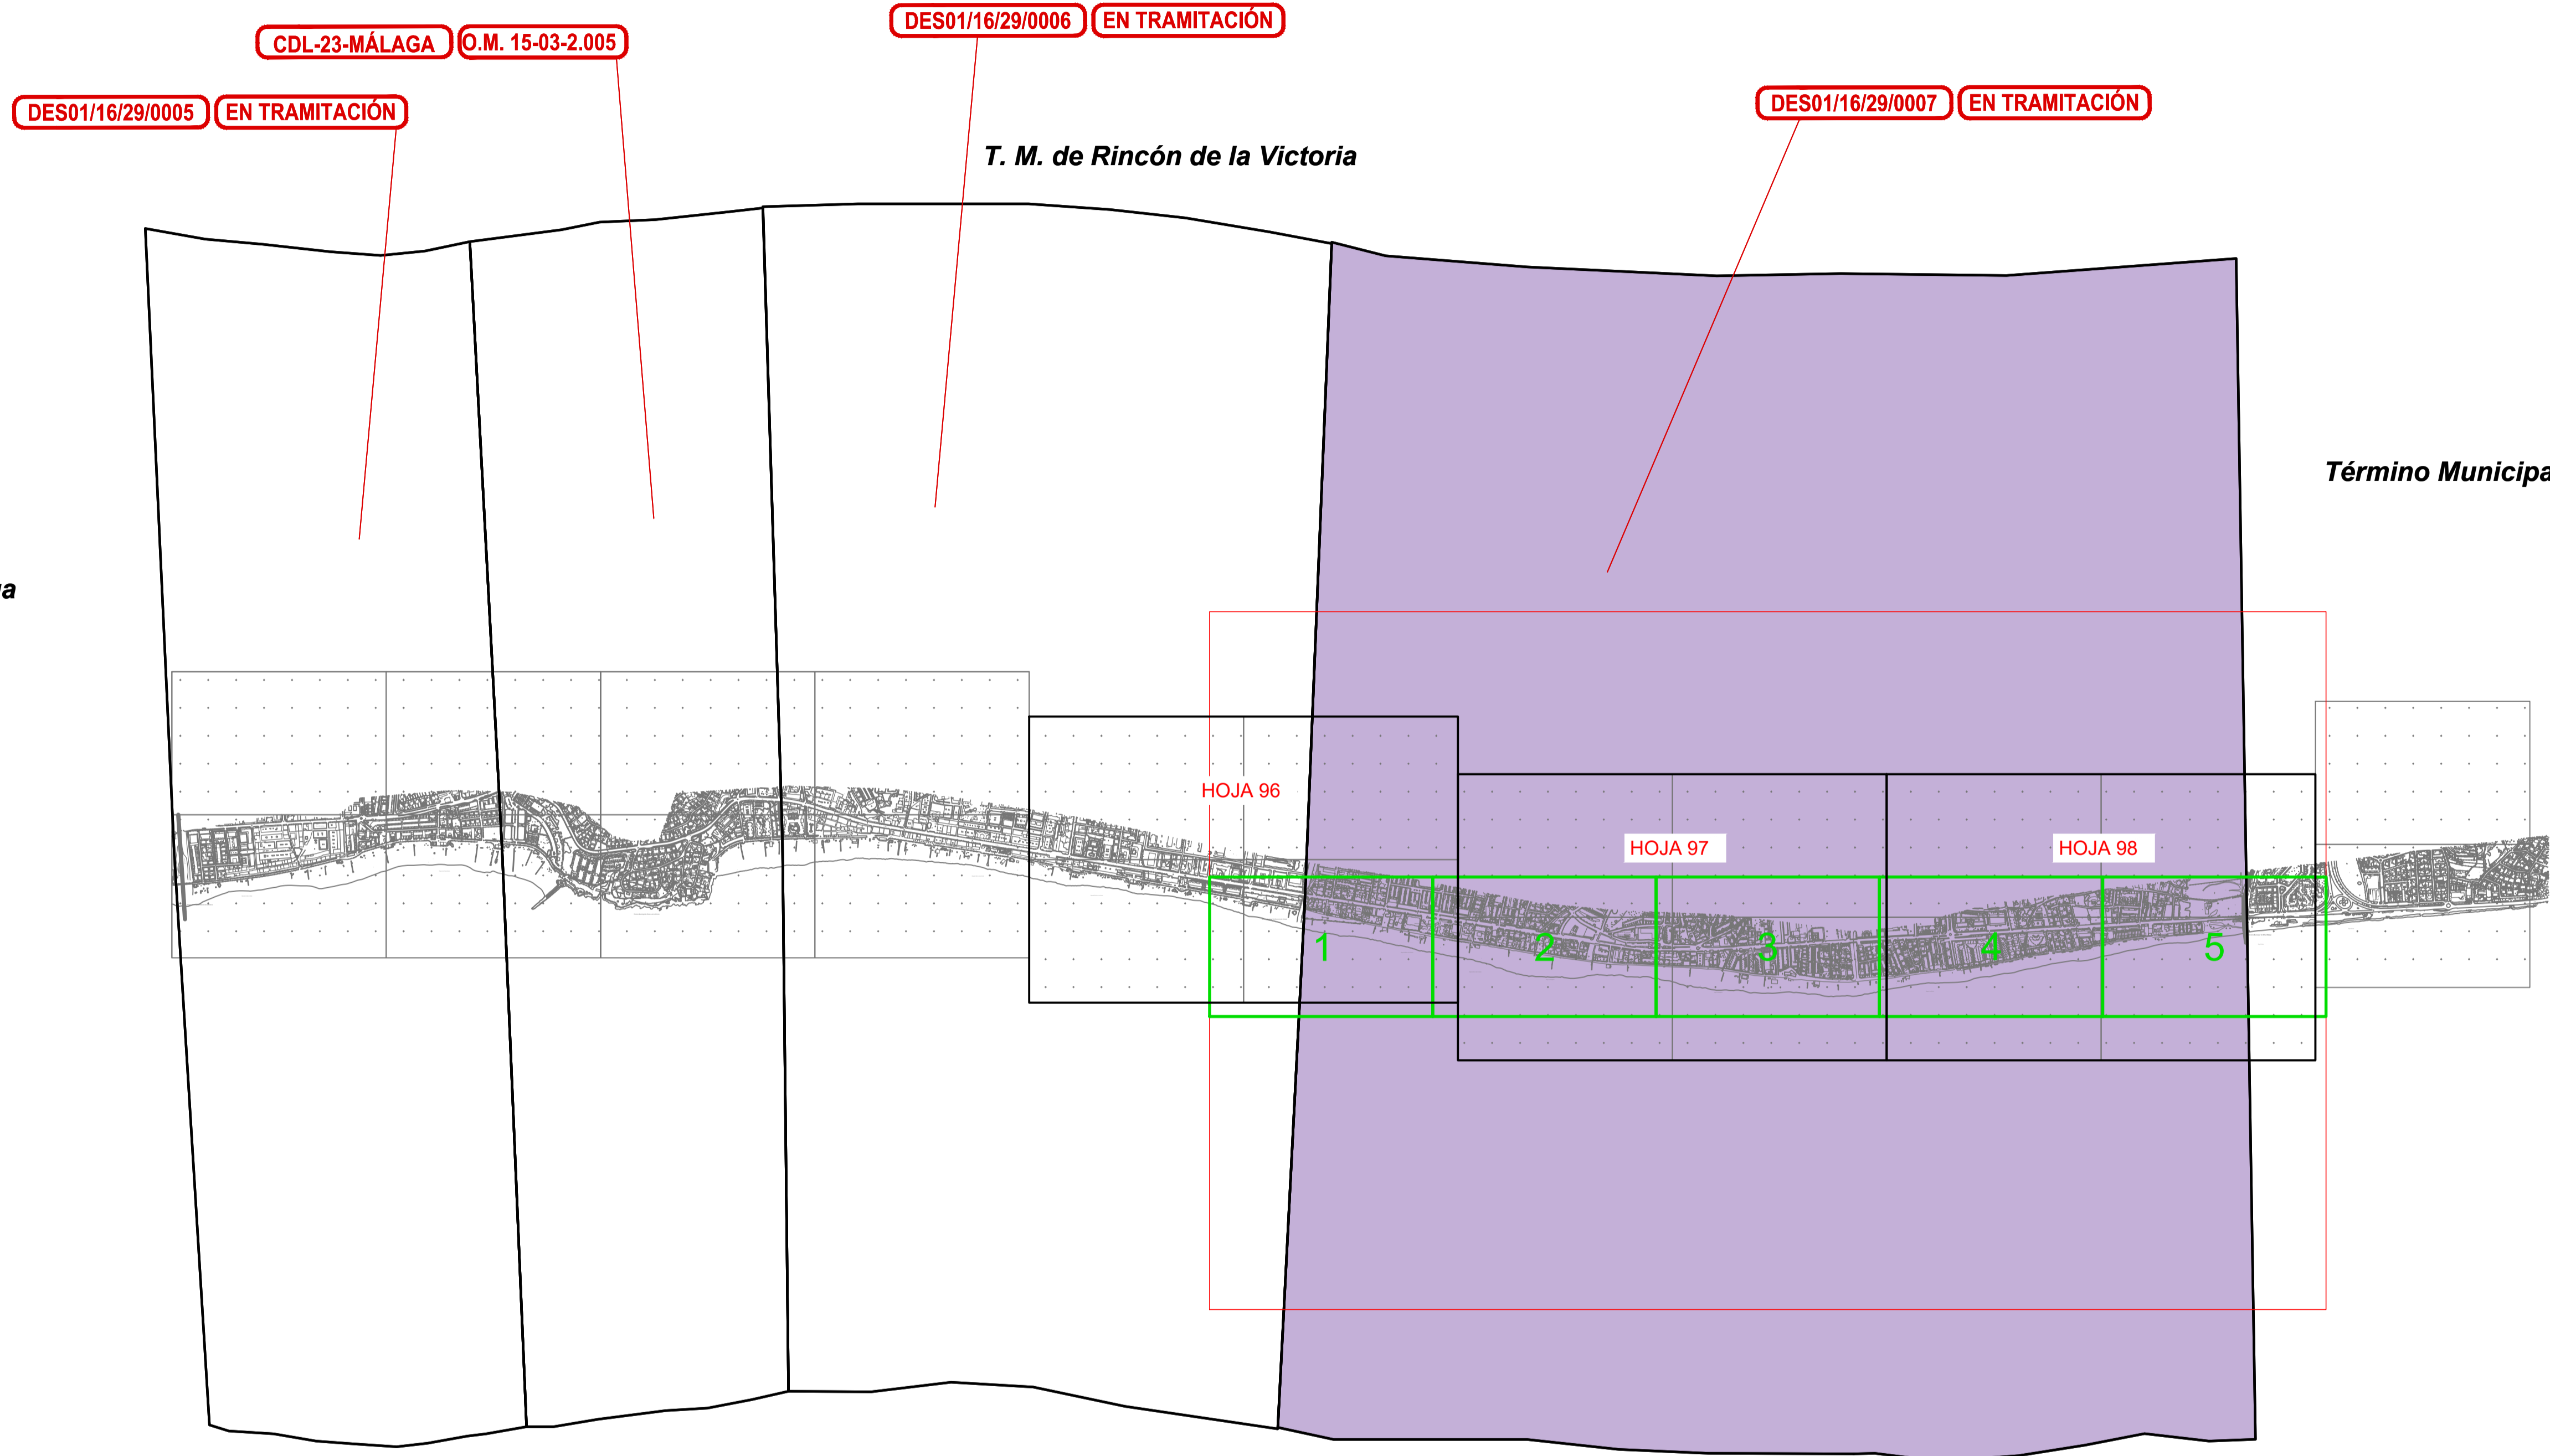 DES01/16/29/0006 EN TRAMITACIÓN
CDL-23-MÁLAGA O.M. 15-03-2.005
DES01/16/29/0005 EN TRAMITACIÓN
DES01/16/29/0007 EN TRAMITACIÓN
T. M. de Rincón de la Victoria
Término Municipa
HOJA 96
HOJA 97
HOJA 98
1
2
3
4
5